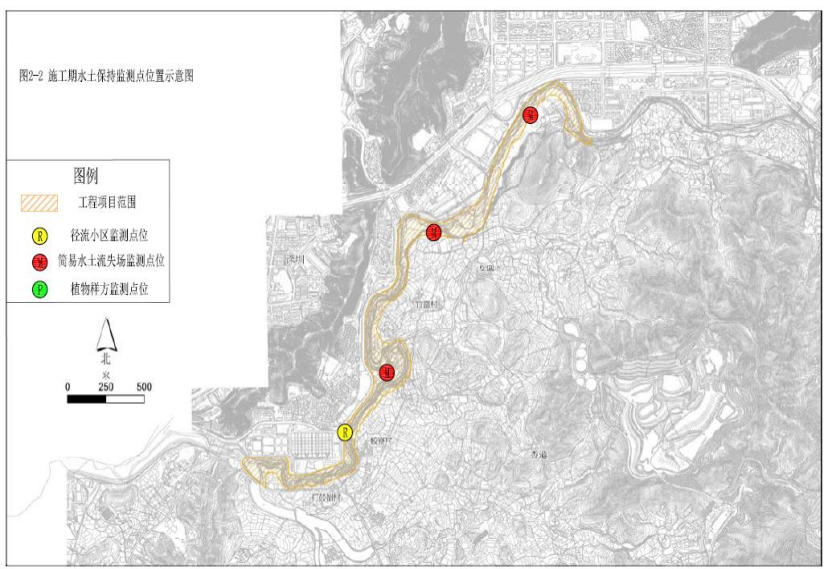 图2-2 施工期水土保持监测点位置示意图
图例
工程项目范围
R 径流小区监测点位
M 简易水土流失场监测点位
P 植物样方监测点位
北
0 250 500
M
M
M
R
香港